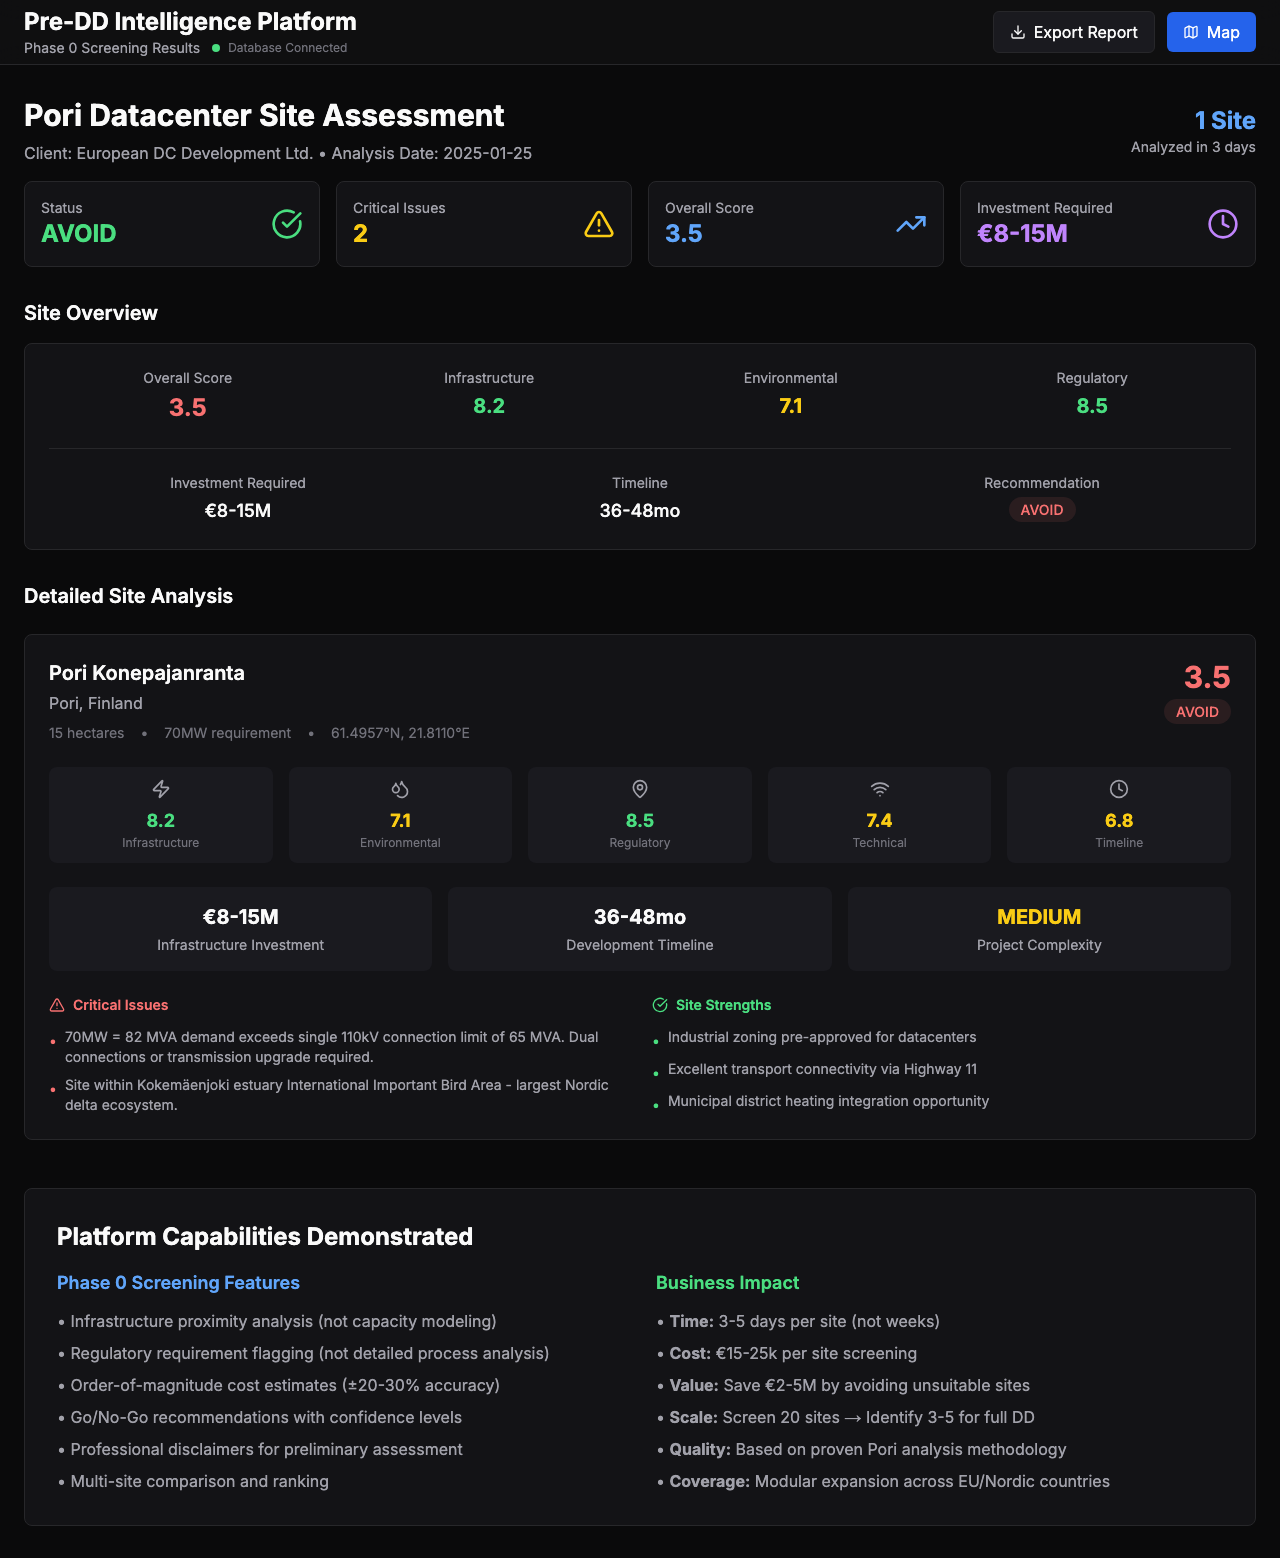 Pre-DD Intelligence Platform
Phase 0 Screening Results
Database Connected
Export Report
Map
Pori Datacenter Site Assessment
1 Site
Client: European DC Development Ltd. • Analysis Date: 2025-01-25
Analyzed in 3 days
Status
AVOID
Critical Issues
2
Overall Score
3.5
Investment Required
€8-15M
Site Overview
Overall Score
3.5
Infrastructure
8.2
Environmental
7.1
Regulatory
8.5
Investment Required
€8-15M
Timeline
36-48mo
Recommendation
AVOID
Detailed Site Analysis
Pori Konepajanranta
3.5
Pori, Finland
AVOID
15 hectares • 70MW requirement • 61.4957°N, 21.8110°E
8.2
Infrastructure
7.1
Environmental
8.5
Regulatory
7.4
Technical
6.8
Timeline
€8-15M
Infrastructure Investment
36-48mo
Development Timeline
MEDIUM
Project Complexity
Critical Issues
• 70MW = 82 MVA demand exceeds single 110kV connection limit of 65 MVA. Dual
connections or transmission upgrade required.
• Site within Kokemäenjoki estuary International Important Bird Area - largest Nordic
delta ecosystem.
Site Strengths
• Industrial zoning pre-approved for datacenters
• Excellent transport connectivity via Highway 11
• Municipal district heating integration opportunity
Platform Capabilities Demonstrated
Phase 0 Screening Features
• Infrastructure proximity analysis (not capacity modeling)
• Regulatory requirement flagging (not detailed process analysis)
• Order-of-magnitude cost estimates (±20-30% accuracy)
• Go/No-Go recommendations with confidence levels
• Professional disclaimers for preliminary assessment
• Multi-site comparison and ranking
Business Impact
• Time: 3-5 days per site (not weeks)
• Cost: €15-25k per site screening
• Value: Save €2-5M by avoiding unsuitable sites
• Scale: Screen 20 sites → Identify 3-5 for full DD
• Quality: Based on proven Pori analysis methodology
• Coverage: Modular expansion across EU/Nordic countries